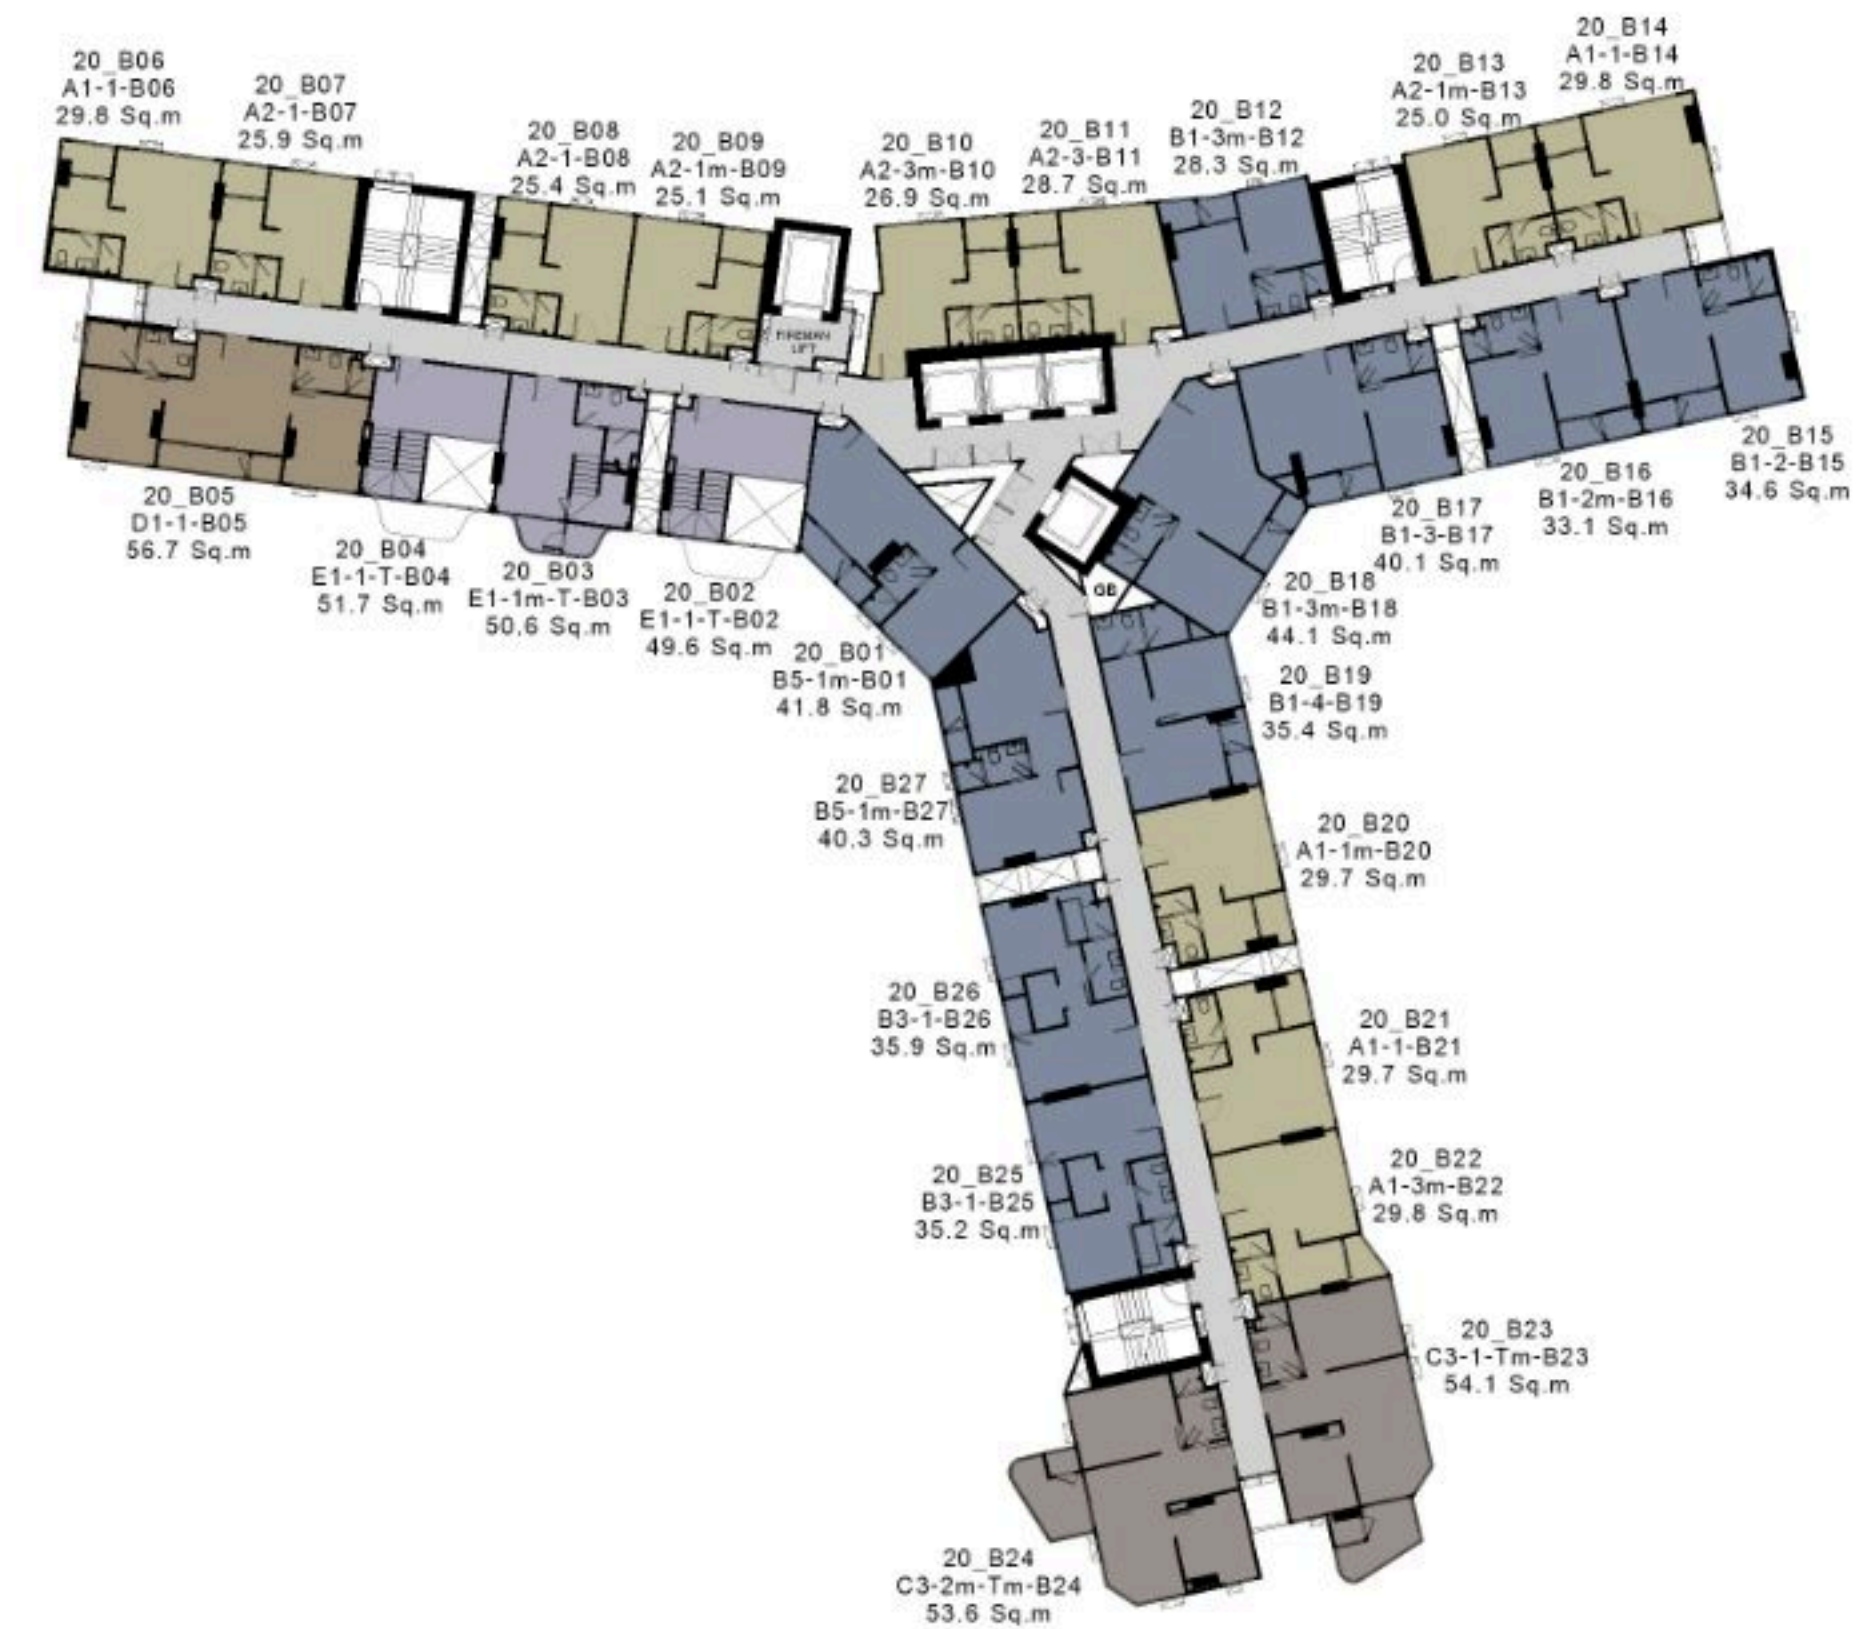 20_B06
A1-1-B06
29.8 Sq.m
20_B07
A2-1-B07
25.9 Sq.m
20_B08
A2-1-B08
25.4 Sq.m
20_B09
A2-1m-B09
25.1 Sq.m
20_B10
A2-3m-B10
26.9 Sq.m
20_B11
A2-3-B11
28.7 Sq.m
20_B12
B1-3m-B12
28.3 Sq.m
20_B13
A2-1m-B13
25.0 Sq.m
20_B14
A1-1-B14
29.8 Sq.m
FIREMAN
LIFT
20_B05
D1-1-B05
56.7 Sq.m
20_B04
E1-1-T-B04
51.7 Sq.m
20_B03
E1-1m-T-B03
50,6 Sq.m
20_B02
E1-1-T-B02
49.6 Sq.m
20_B01
B5-1m-B01
41.8 Sq.m
20_B15
B1-2-B15
34.6 Sq.m
20_B16
B1-2m-B16
33.1 Sq.m
20_B17
B1-3-B17
40.1 Sq.m
GB
20_B18
B1-3m-B18
44.1 Sq.m
20_B19
B1-4-B19
35.4 Sq.m
20_B27
B5-1m-B27
40.3 Sq.m
20_B20
A1-1m-B20
29.7 Sq.m
20_B26
B3-1-B26
35.9 Sq.m
20_B21
A1-1-B21
29.7 Sq.m
20_B25
B3-1-B25
35.2 Sq.m
20_B22
A1-3m-B22
29.8 Sq.m
20_B23
C3-1-Tm-B23
54.1 Sq.m
20_B24
C3-2m-Tm-B24
53.6 Sq.m